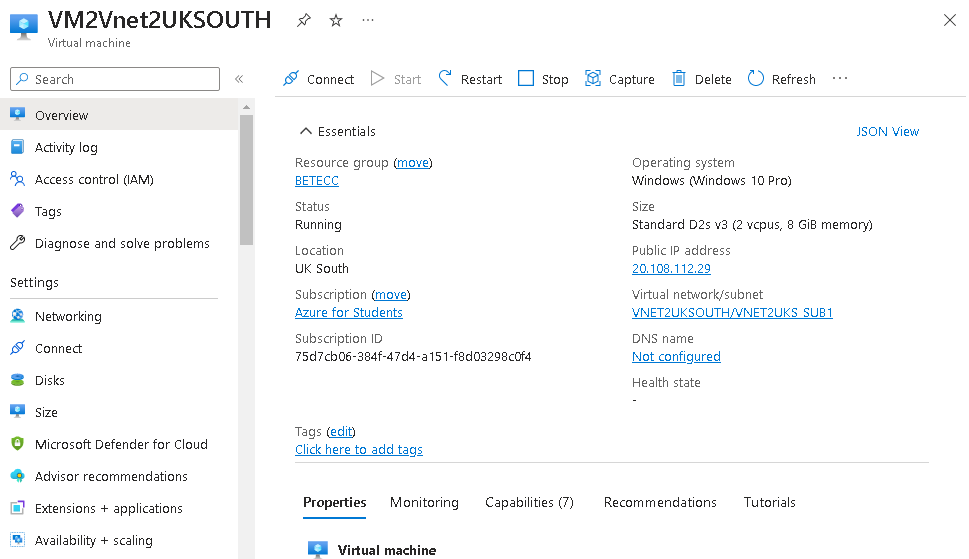 VM2Vnet2UKSOUTH
Virtual machine
Search
Connect Start Restart Stop Capture Delete Refresh
Overview
Activity log
Access control (IAM)
Tags
Diagnose and solve problems
Settings
Networking
Connect
Disks
Size
Microsoft Defender for Cloud
Advisor recommendations
Extensions + applications
Availability + scaling
Essentials
JSON View
Resource group (move)
BETECC
Status
Running
Location
UK South
Subscription (move)
Azure for Students
Subscription ID
75d7cb06-384f-47d4-a151-f8d03298c0f4
Operating system
Windows (Windows 10 Pro)
Size
Standard D2s v3 (2 vcpus, 8 GiB memory)
Public IP address
20.108.112.29
Virtual network/subnet
VNET2UKSOUTH/VNET2UKS_SUB1
DNS name
Not configured
Health state
-
Tags (edit)
Click here to add tags
Properties Monitoring Capabilities (7) Recommendations Tutorials
Virtual machine